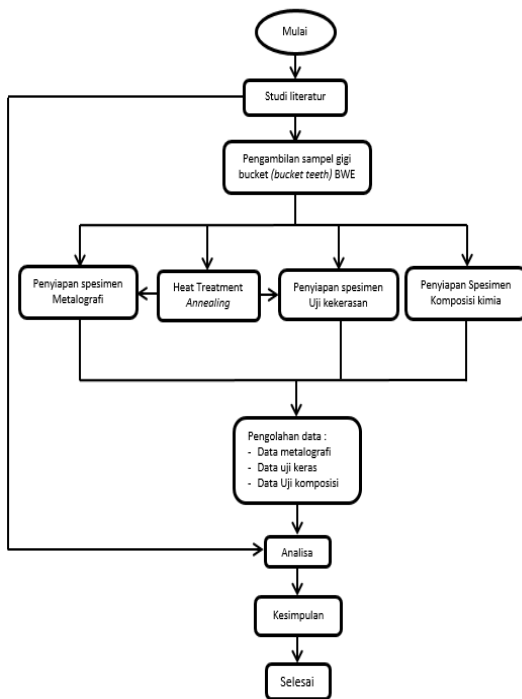 Mulai
Studi literatur
Pengambilan sampel gigi
bucket (bucket teeth) BWE
Penyiapan spesimen
Metalografi
Heat Treatment
Annealing
Penyiapan spesimen
Uji kekerasan
Penyiapan Spesimen
Komposisi kimia
Pengolahan data :
- Data metalografi
- Data uji keras
- Data Uji komposisi
Analisa
Kesimpulan
Selesai